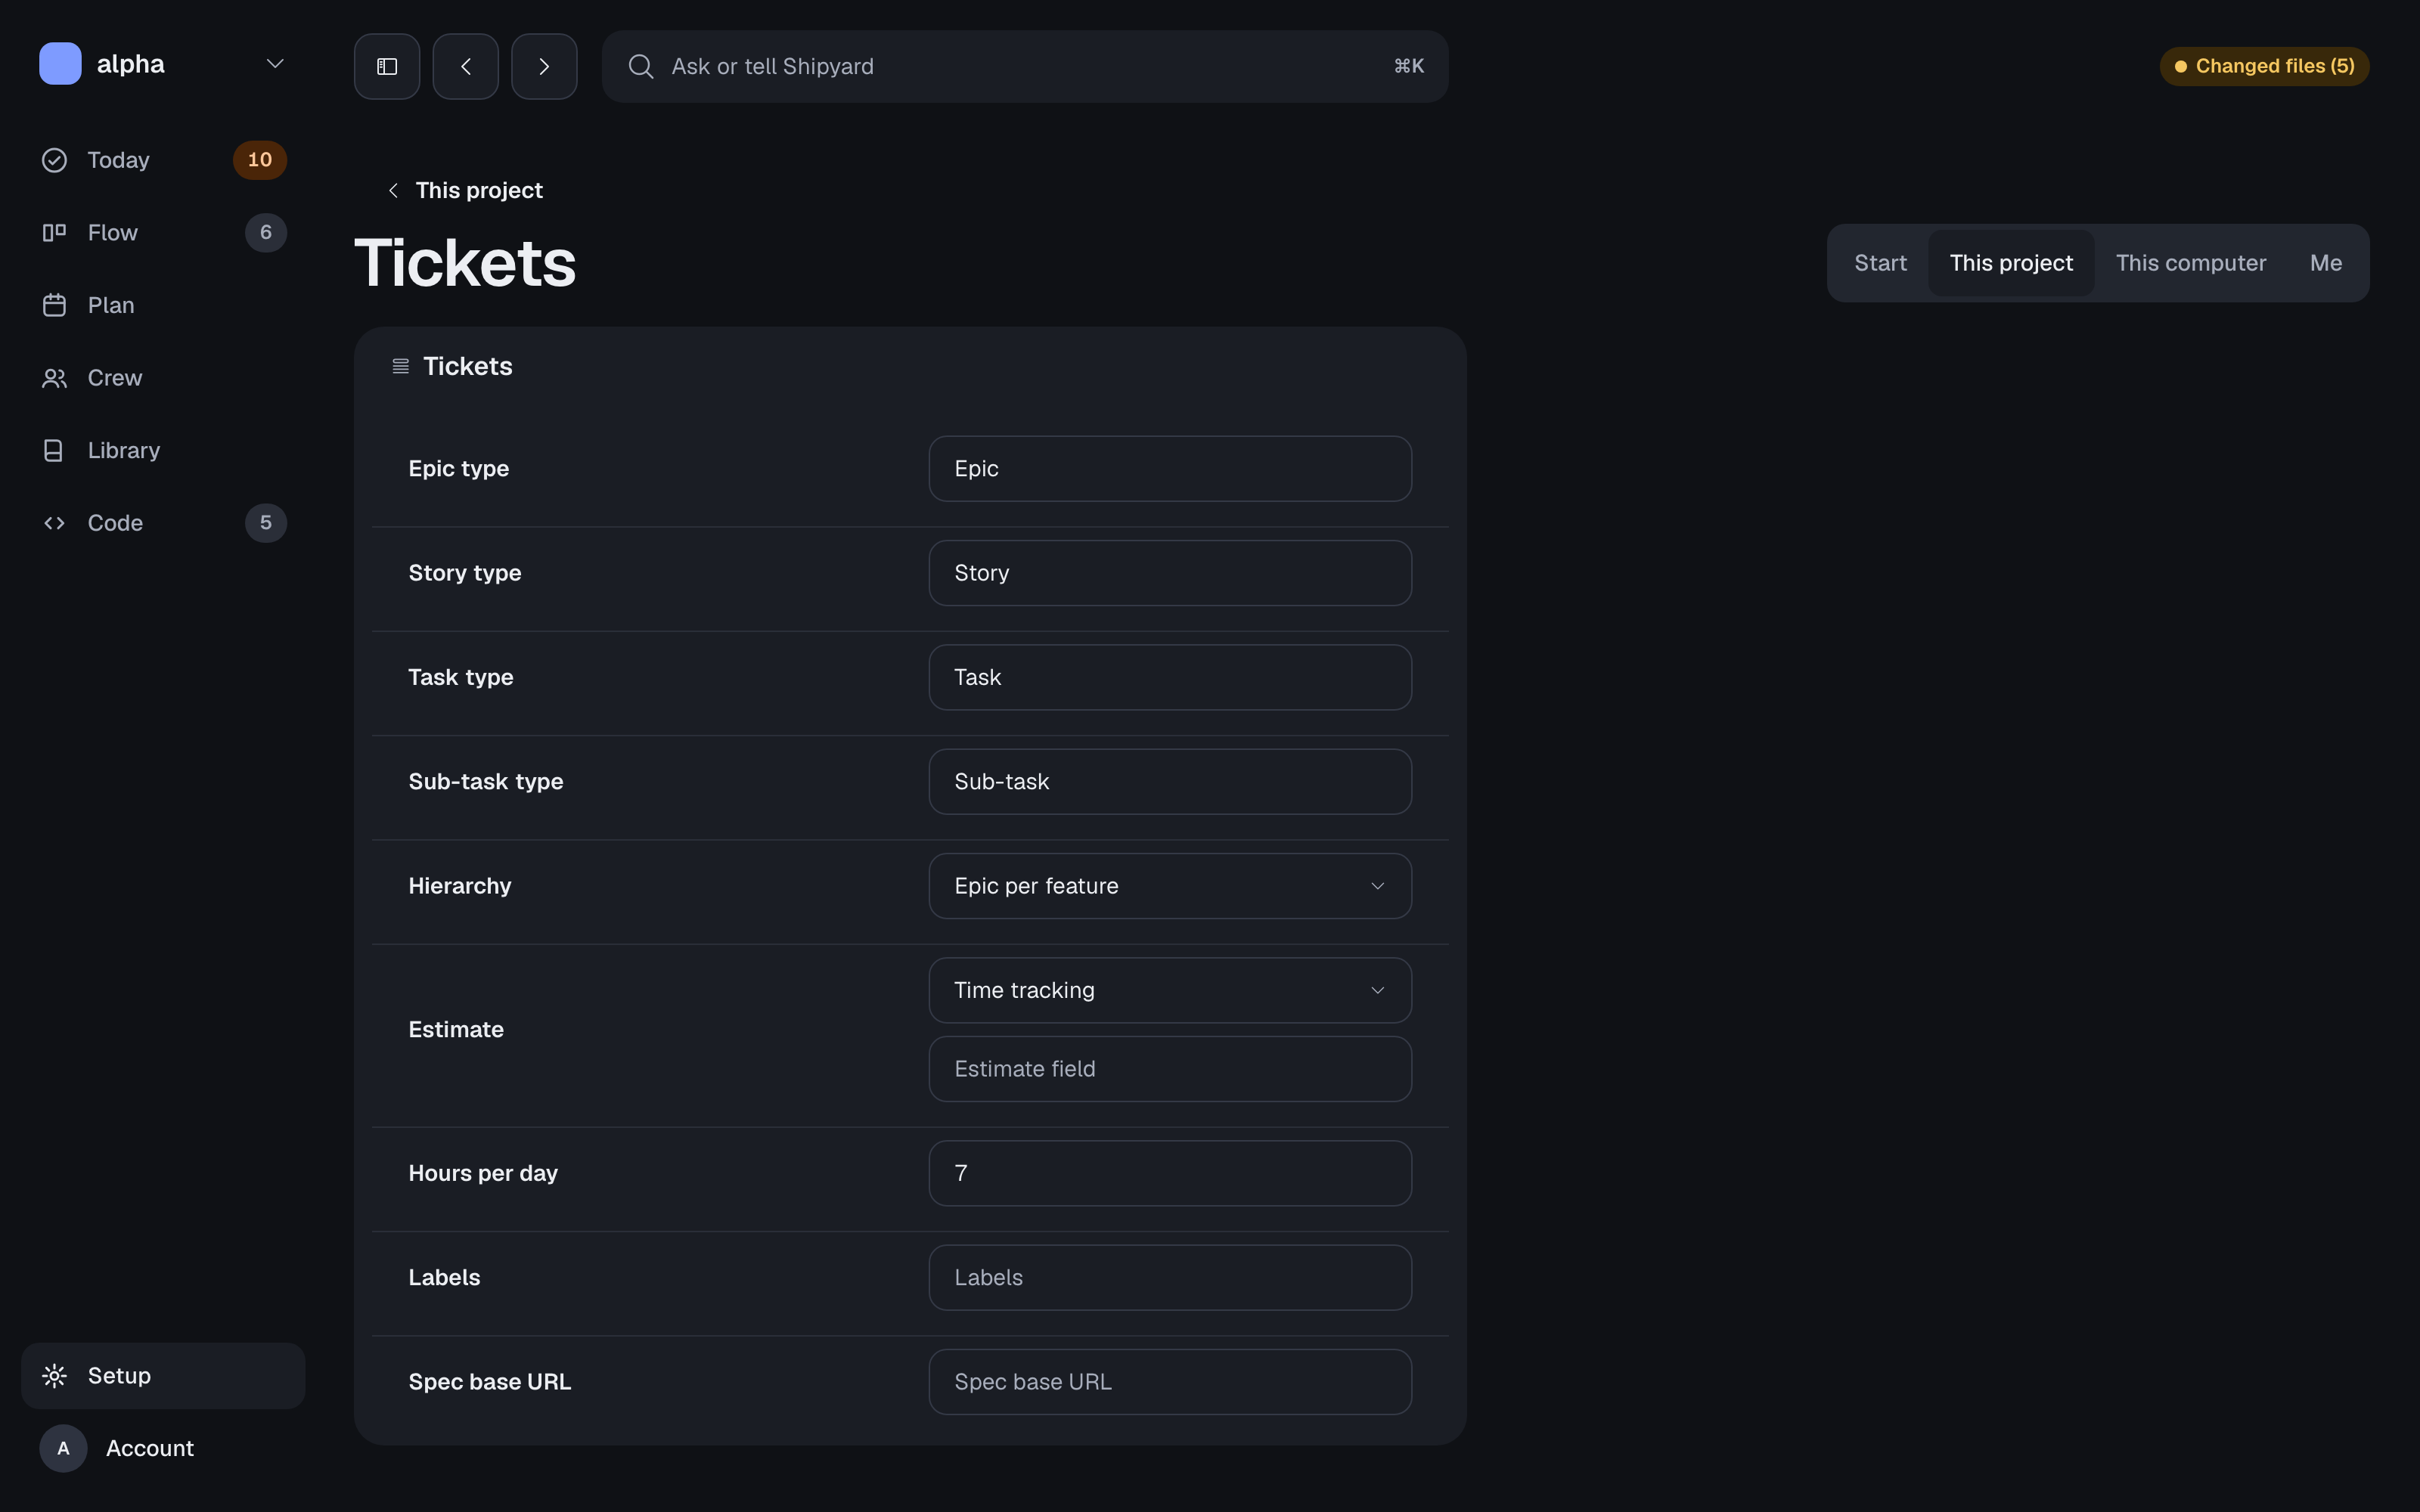 alpha
Ask or tell Shipyard
⌘K
Changed files (5)
Today
10
Flow
6
Plan
Crew
Library
Code
5
This project
Tickets
Start
This project
This computer
Me
Tickets
Epic type
Epic
Story type
Story
Task type
Task
Sub-task type
Sub-task
Hierarchy
Epic per feature
Estimate
Time tracking
Estimate field
Hours per day
7
Labels
Labels
Spec base URL
Spec base URL
Setup
A
Account